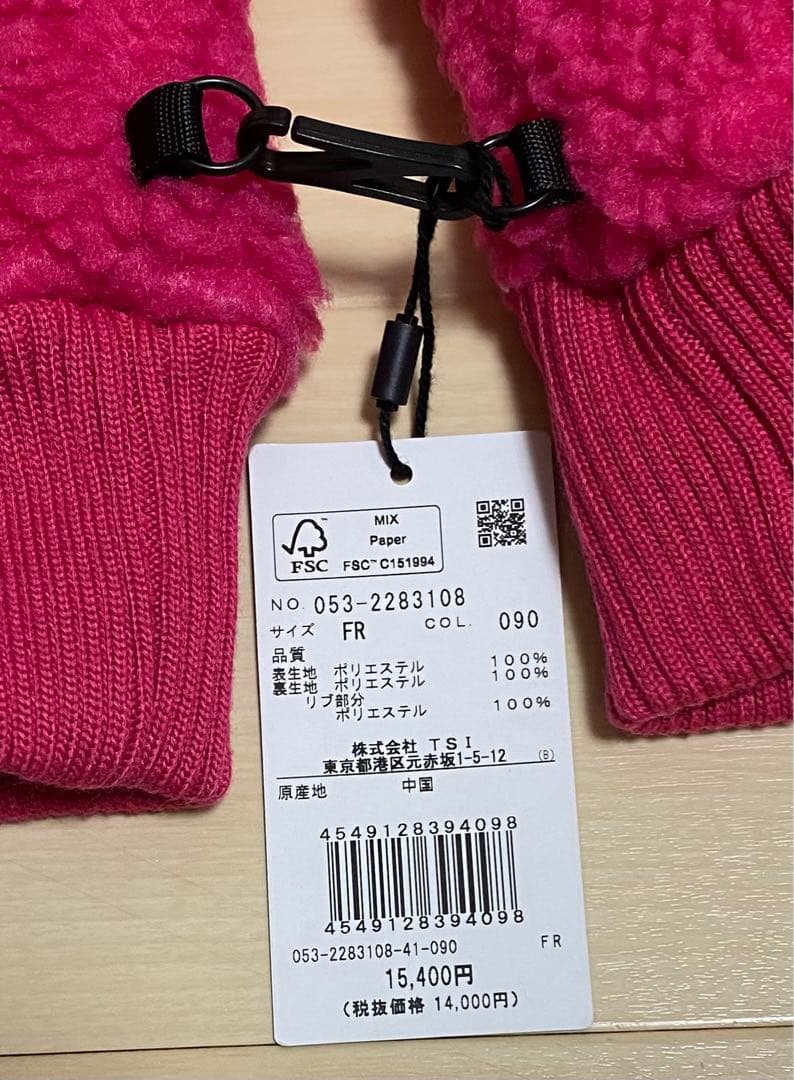 MIX
Paper
FSC™ C151994
FSC
NO. 053-2283108
サイズ FR COL. 090
品質
表生地 ポリエステル 100%
裏生地 ポリエステル 100%
リブ部分
ポリエステル 100%
株式会社 TSI
東京都港区元赤坂1-5-12 (B)
原産地 中国
4549128394098
4549128394098
053-2283108-41-090 FR
15,400円
(税抜価格 14,000円)